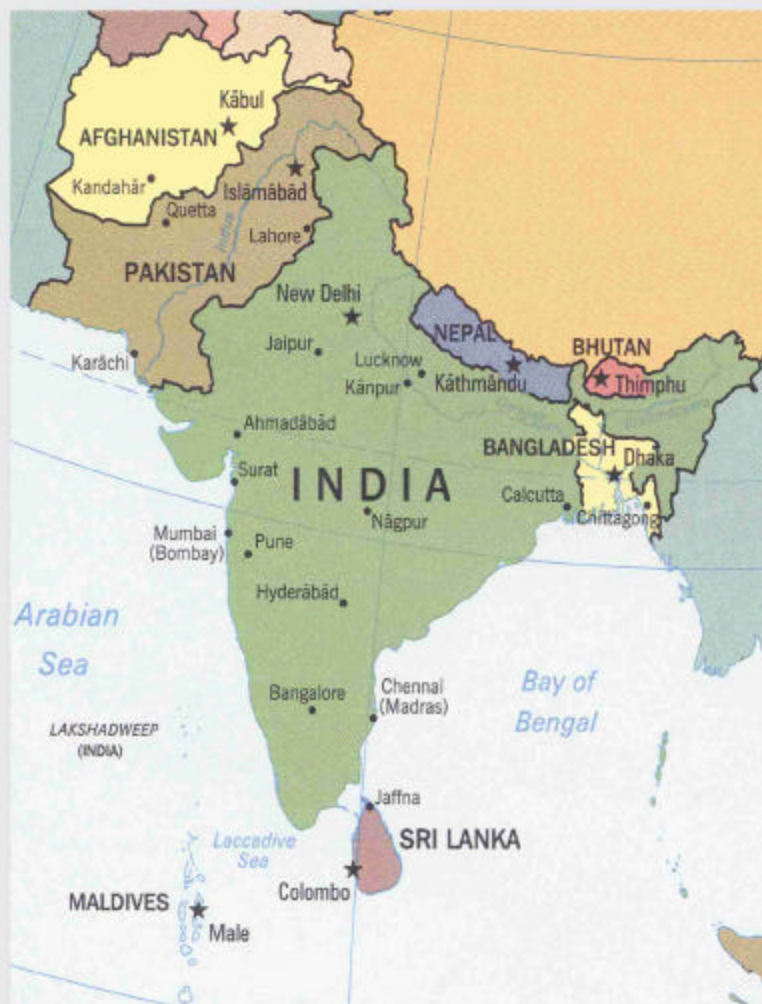 Kābul
AFGHANISTAN
Kandahār
Islāmābād
Quetta
Indus
Lahore
PAKISTAN
New Delhi
NEPAL
BHUTAN
Jaipur
Lucknow
Karāchi
Kānpur
Kāthmāndu
Thimphu
Ahmadābād
BANGLADESH
Dhaka
Surat
INDIA
Calcutta
Chittagong
Nāgpur
Mumbai
(Bombay)
Pune
Hyderābād
Arabian
Sea
Bay of
Bengal
Bangalore
Chennai
(Madras)
LAKSHADWEEP
(INDIA)
Jaffna
Laccadive
Sea
SRI LANKA
Colombo
MALDIVES
Male